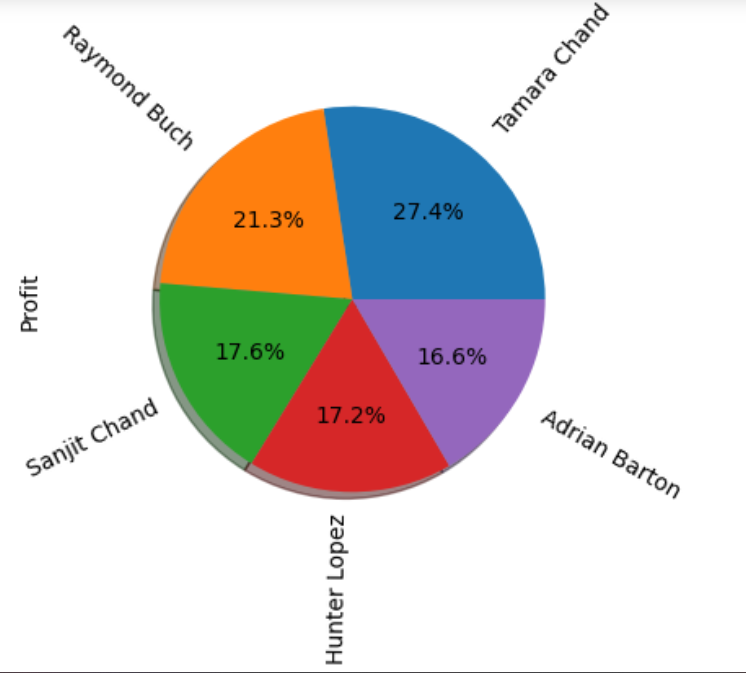 Raymond Buch
Tamara Chand
21.3%
27.4%
Profit
17.6%
16.6%
17.2%
Sanjit Chand
Adrian Barton
Hunter Lopez